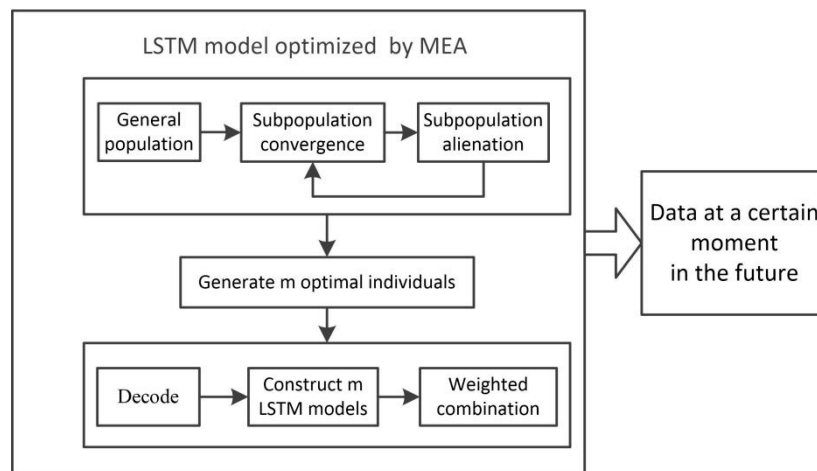 LSTM model optimized by MEA
General
population
Subpopulation
convergence
Subpopulation
alienation
Generate m optimal individuals
Decode
Construct m
LSTM models
Weighted
combination
Data at a certain
moment
in the future